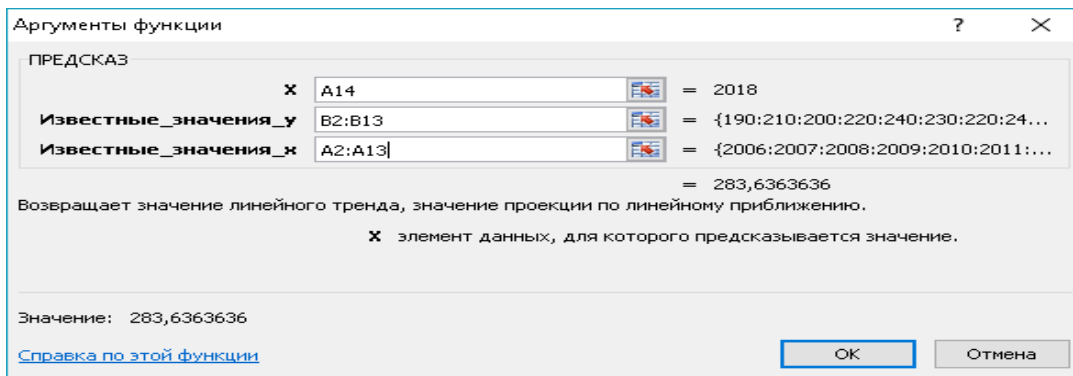 Аргументы функции ? ×
ПРЕДСКАЗ
X A14 = 2018
Известные_значения_y B2:B13 = {190:210:200:220:240:230:220:24...
Известные_значения_x A2:A13 = {2006:2007:2008:2009:2010:2011:...
= 283,6363636
Возвращает значение линейного тренда, значение проекции по линейному приближению.
X элемент данных, для которого предсказывается значение.
Значение: 283,6363636
Справка по этой функции ОК Отмена